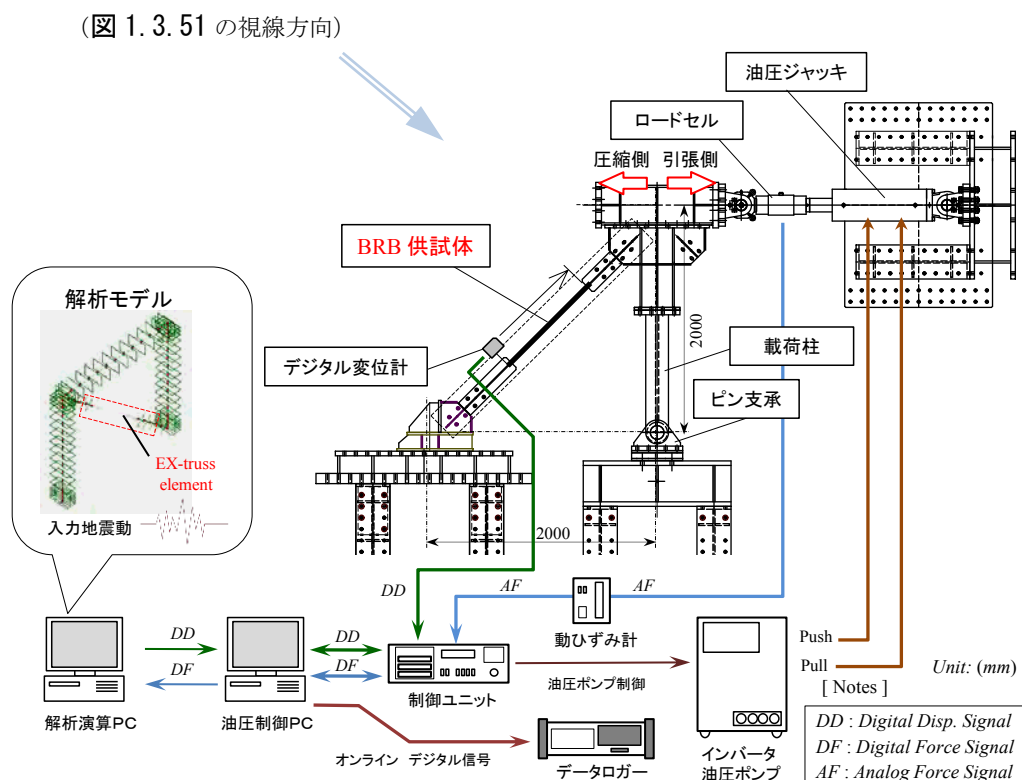 （図 1.3.51 の視線方向）
油圧ジャッキ
ロードセル
圧縮側 引張側
BRB 供試体
解析モデル
デジタル変位計
2000
載荷柱
ピン支承
EX-truss
element
入力地震動
2000
DD
AF
AF
動ひずみ計
DD
DF
DD
DF
Push
Pull
Unit: (mm)
[ Notes ]
解析演算PC
油圧制御PC
制御ユニット
油圧ポンプ制御
DD : Digital Disp. Signal
DF : Digital Force Signal
AF : Analog Force Signal
オンライン デジタル信号
データロガー
インバータ
油圧ポンプ